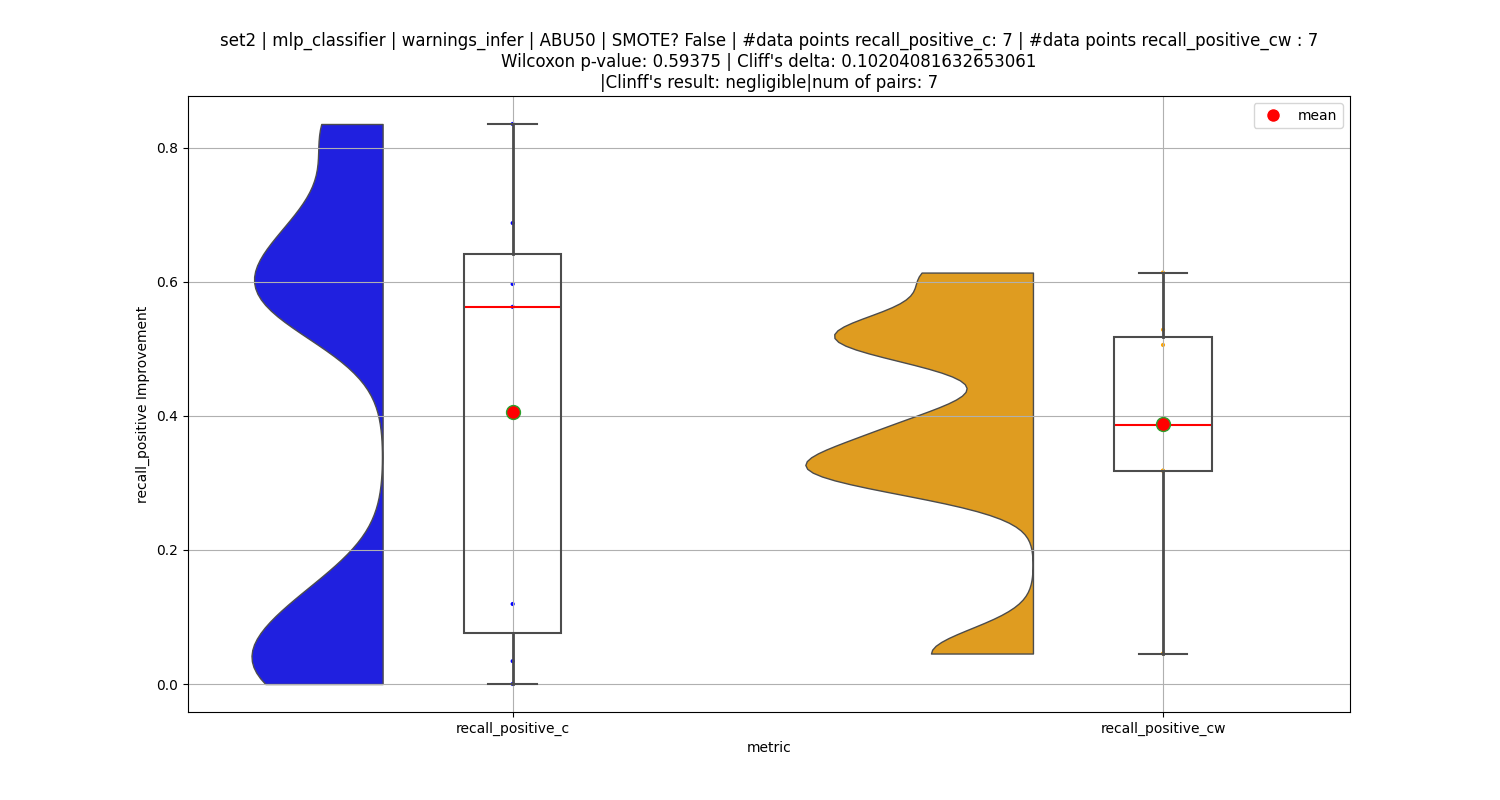 set2 | mlp_classifier | warnings_infer | ABU50 | SMOTE? False | #data points recall_positive_c: 7 | #data points recall_positive_cw : 7
Wilcoxon p-value: 0.59375 | Cliff's delta: 0.10204081632653061
|Clinff's result: negligible|num of pairs: 7
mean
0.8
0.6
0.4
0.2
0.0
recall_positive Improvement
recall_positive_c
recall_positive_cw
metric